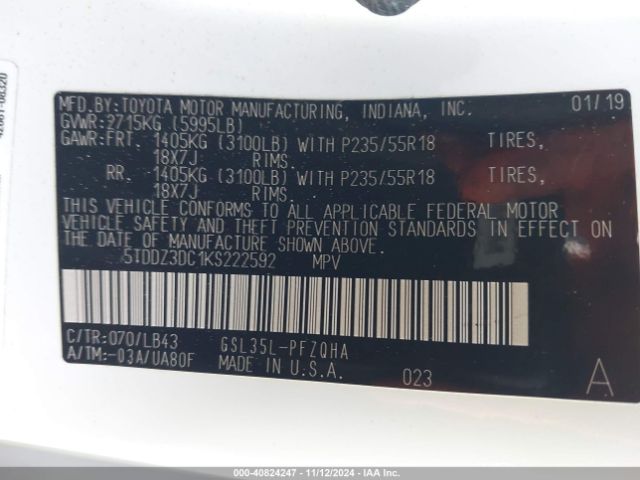 MFD.BY:TOYOTA MOTOR MANUFACTURING, INDIANA, INC. 01/19
GVWR:2715KG (5995LB)
GAWR:FRT. 1405KG (3100LB) WITH P235/55R18 TIRES,
18X7J RIMS.
RR. 1405KG (3100LB) WITH P235/55R18 TIRES,
18X7J RIMS.
THIS VEHICLE CONFORMS TO ALL APPLICABLE FEDERAL MOTOR
VEHICLE SAFETY AND THEFT PREVENTION STANDARDS IN EFFECT ON
THE DATE OF MANUFACTURE SHOWN ABOVE.
5TDDZ3DC1KS222592 MPV
C/TR:070/LB43 GSL35L-PFZQHA
A/TM:-03A/UA80F MADE IN U.S.A.
023 A
000-40824247 - 11/12/2024 - IAA Inc.